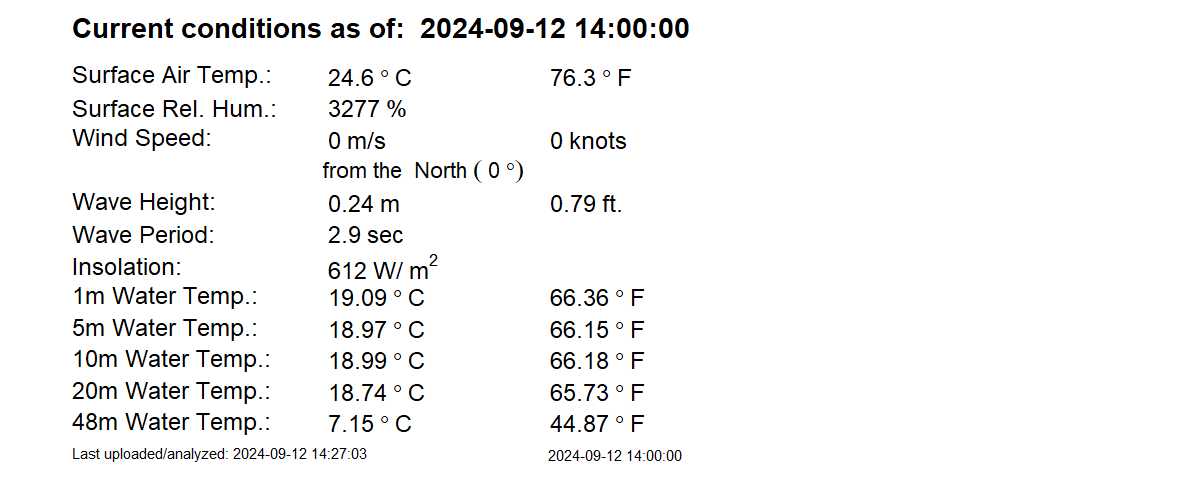 Current conditions as of: 2024-09-12 14:00:00
Surface Air Temp.: 24.6 ° C 76.3 ° F
Surface Rel. Hum.: 3277 %
Wind Speed: 0 m/s 0 knots
from the North ( 0 °)
Wave Height: 0.24 m 0.79 ft.
Wave Period: 2.9 sec
Insolation: 612 W/ m²
1m Water Temp.: 19.09 ° C 66.36 ° F
5m Water Temp.: 18.97 ° C 66.15 ° F
10m Water Temp.: 18.99 ° C 66.18 ° F
20m Water Temp.: 18.74 ° C 65.73 ° F
48m Water Temp.: 7.15 ° C 44.87 ° F
Last uploaded/analyzed: 2024-09-12 14:27:03 2024-09-12 14:00:00